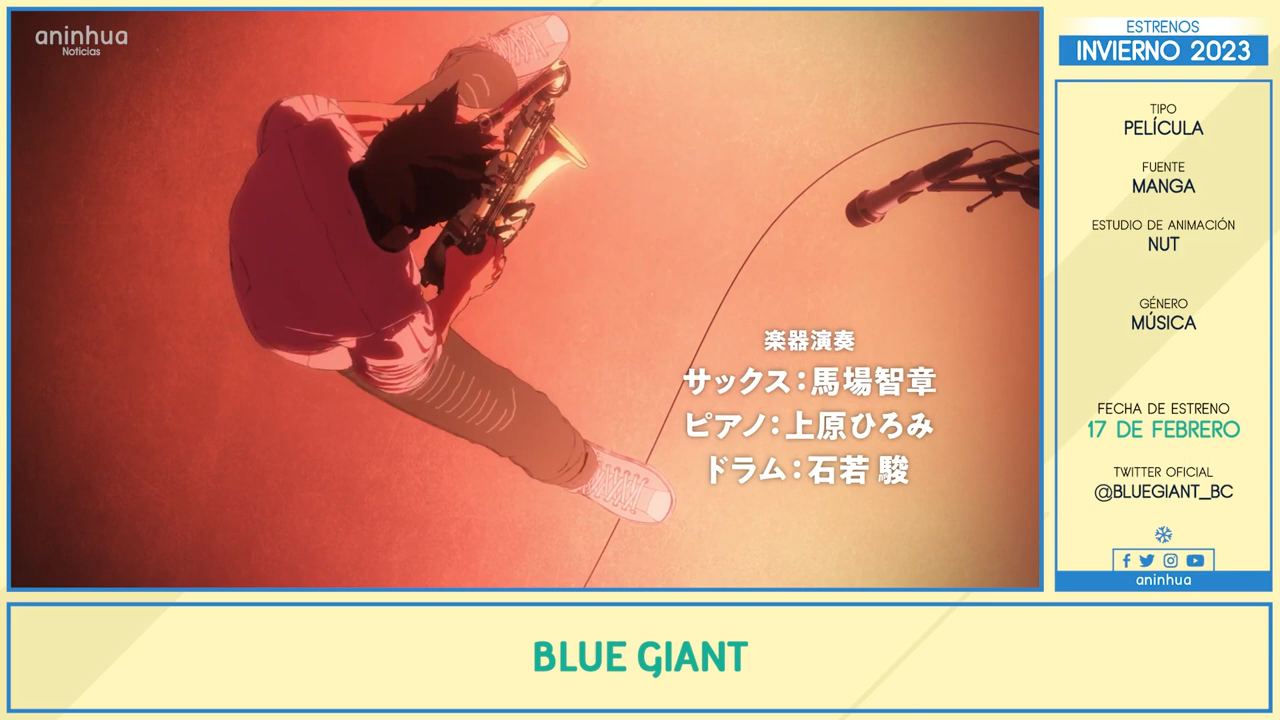 aninhua
Noticias
楽器演奏
サックス：馬場智章
ピアノ：上原ひろみ
ドラム：石若 駿
ESTRENOS
INVIERNO 2023
TIPO
PELÍCULA
FUENTE
MANGA
ESTUDIO DE ANIMACIÓN
NUT
GÉNERO
MÚSICA
FECHA DE ESTRENO
17 DE FEBRERO
TWITTER OFICIAL
@BLUEGIANT_BC
aninhua
BLUE GIANT